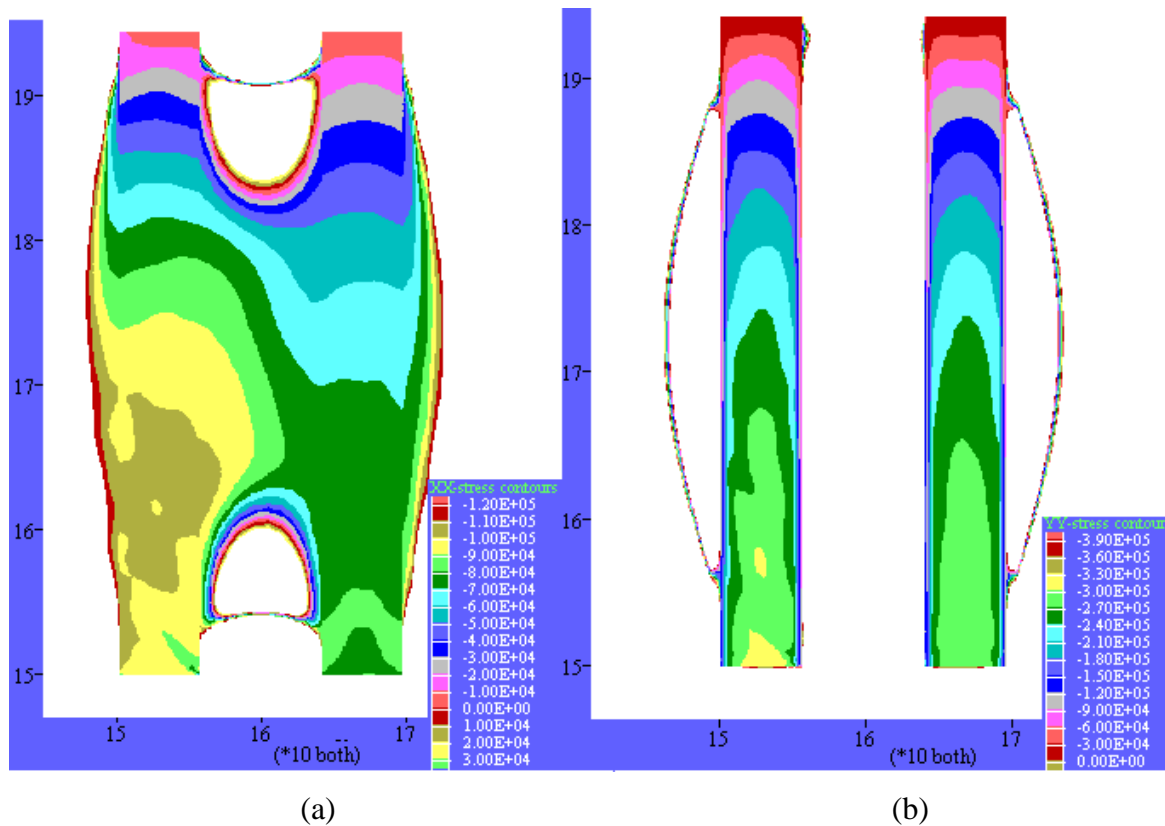 19
18
17
16
15
15
16
17
(*10 both)
XX-stress contours
-1.20E+05
-1.10E+05
-1.00E+05
-9.00E+04
-8.00E+04
-7.00E+04
-6.00E+04
-5.00E+04
-4.00E+04
-3.00E+04
-2.00E+04
-1.00E+04
0.00E+00
1.00E+04
2.00E+04
3.00E+04
(a)
19
18
17
16
15
15
16
17
(*10 both)
YY-stress contour
-3.90E+05
-3.60E+05
-3.30E+05
-3.00E+05
-2.70E+05
-2.40E+05
-2.10E+05
-1.80E+05
-1.50E+05
-1.20E+05
-9.00E+04
-6.00E+04
-3.00E+04
0.00E+00
(b)